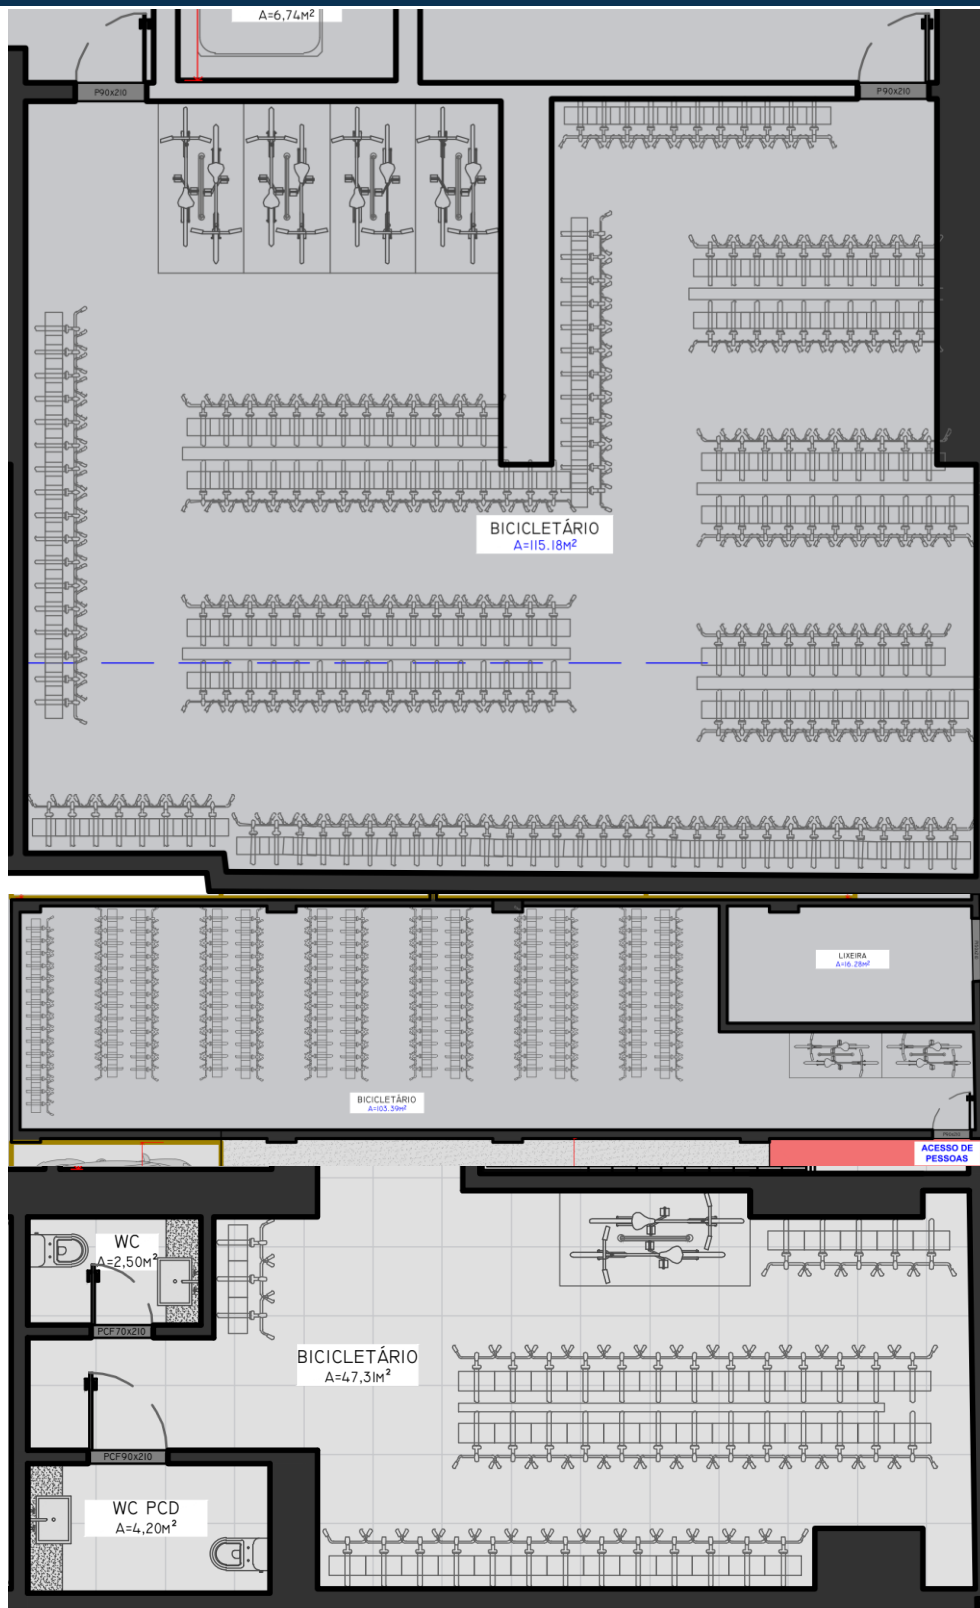 A=6,74M²
P90X210
P90X210
BICICLETÁRIO
A=115.18M²
LIXEIRA
A=16.28M²
BICICLETÁRIO
A=103.39M²
ACESSO DE
PESSOAS
WC
A=2,50M²
PCF70X210
BICICLETÁRIO
A=47,31M²
PCF90X210
WC PCD
A=4,20M²